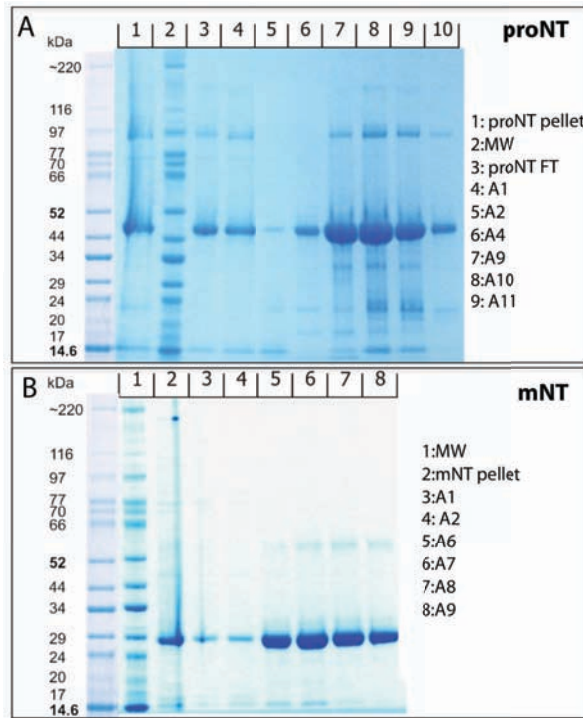 A
kDa
1 2 3 4 5 6 7 8 9 10
proNT
~220
116
97
77
70
66
52
44
34
29
24
20
17
14.6
1: proNT pellet
2:MW
3: proNT FT
4: A1
5:A2
6:A4
7:A9
8:A10
9:A11
B
kDa
1 2 3 4 5 6 7 8
mNT
~220
116
97
77
70
66
52
44
34
29
24
20
17
14.6
1:MW
2:mNT pellet
3:A1
4: A2
5:A6
6:A7
7:A8
8:A9